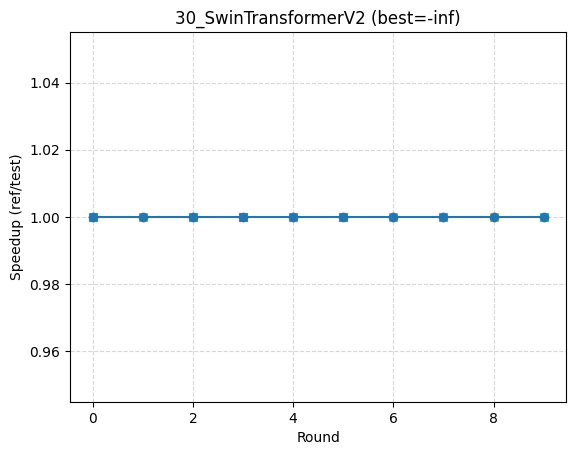 30_SwinTransformerV2 (best=-inf)
Speedup (ref/test)
1.04
1.02
1.00
0.98
0.96
0 2 4 6 8
Round